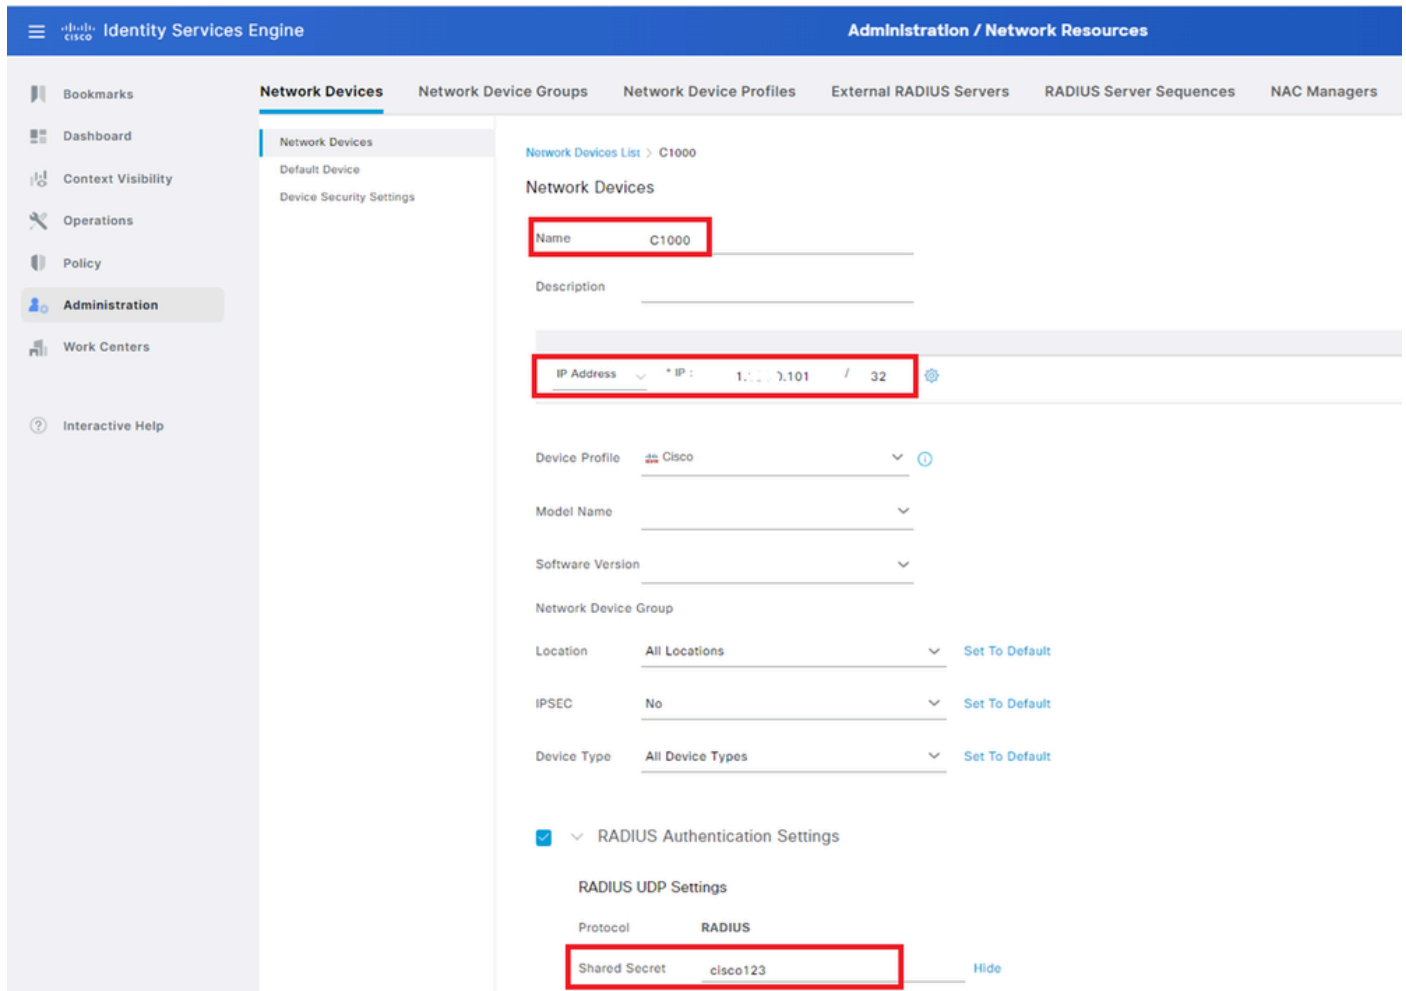 cisco Identity Services Engine
Administration / Network Resources
Bookmarks
Dashboard
Context Visibility
Operations
Policy
Administration
Work Centers
Interactive Help
Network Devices Network Device Groups Network Device Profiles External RADIUS Servers RADIUS Server Sequences NAC Managers
Network Devices
Default Device
Device Security Settings
Network Devices List > C1000
Network Devices
Name C1000
Description
IP Address * IP : / 32
Device Profile Cisco
Model Name
Software Version
Network Device Group
Location All Locations Set To Default
IPSEC No Set To Default
Device Type All Device Types Set To Default
RADIUS Authentication Settings
RADIUS UDP Settings
Protocol RADIUS
Shared Secret cisco123 Hide